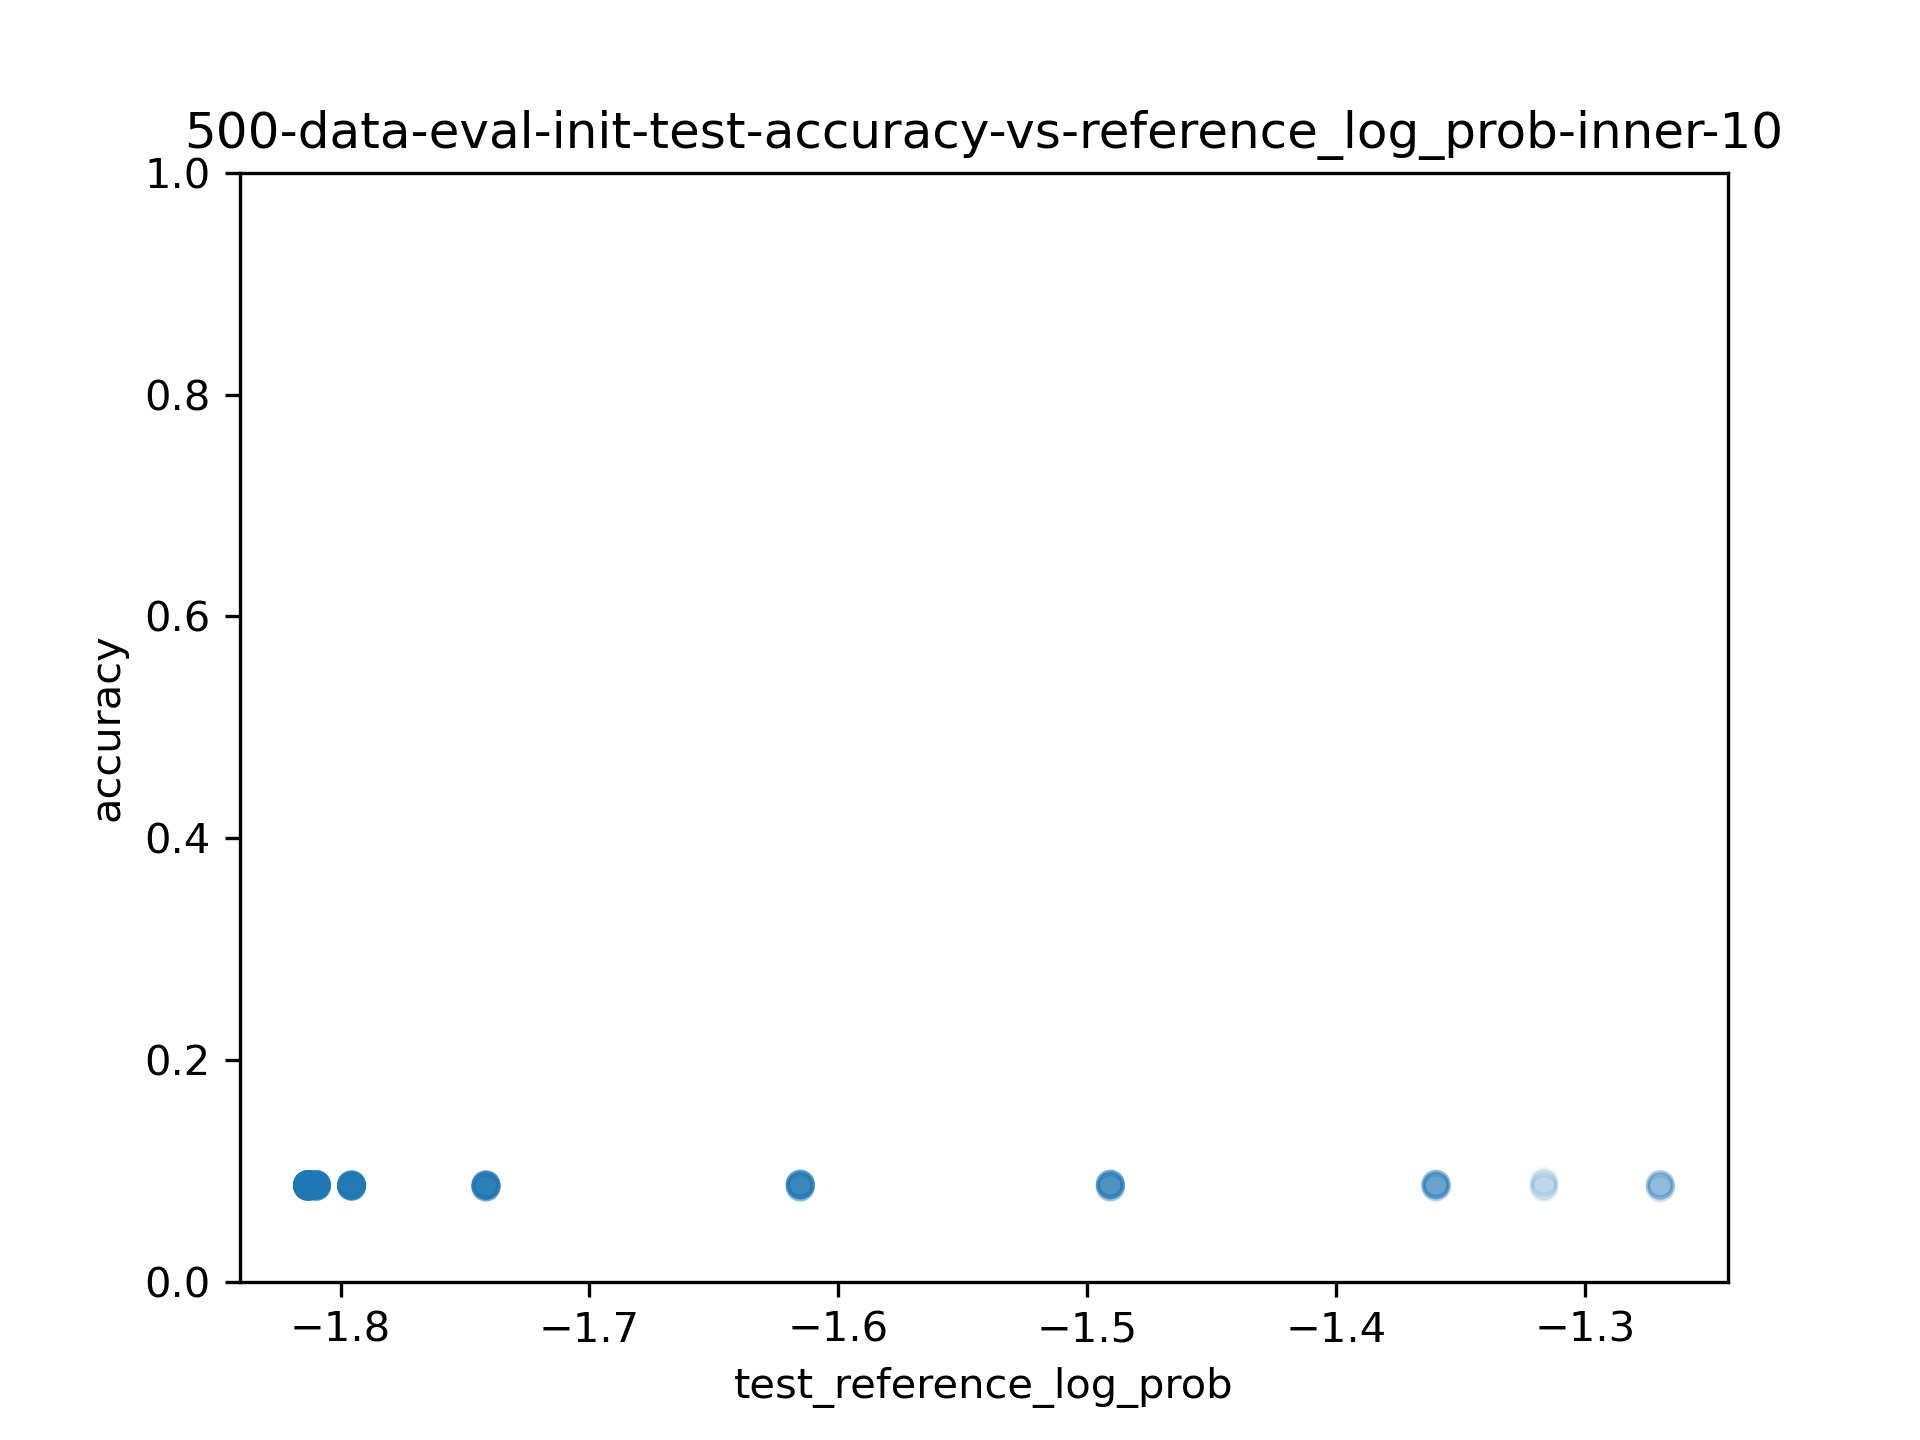 500-data-eval-init-test-accuracy-vs-reference_log_prob-inner-10
1.0
0.8
0.6
0.4
0.2
0.0
accuracy
−1.8 −1.7 −1.6 −1.5 −1.4 −1.3
test_reference_log_prob